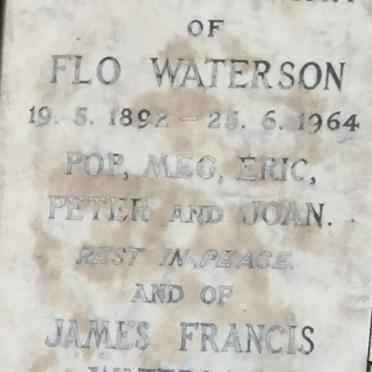 OF
FLO WATERSON
19. 5. 1892 – 25. 6. 1964
POP, MEG, ERIC,
PETER AND JOAN.
REST IN PEACE
AND OF
JAMES FRANCIS